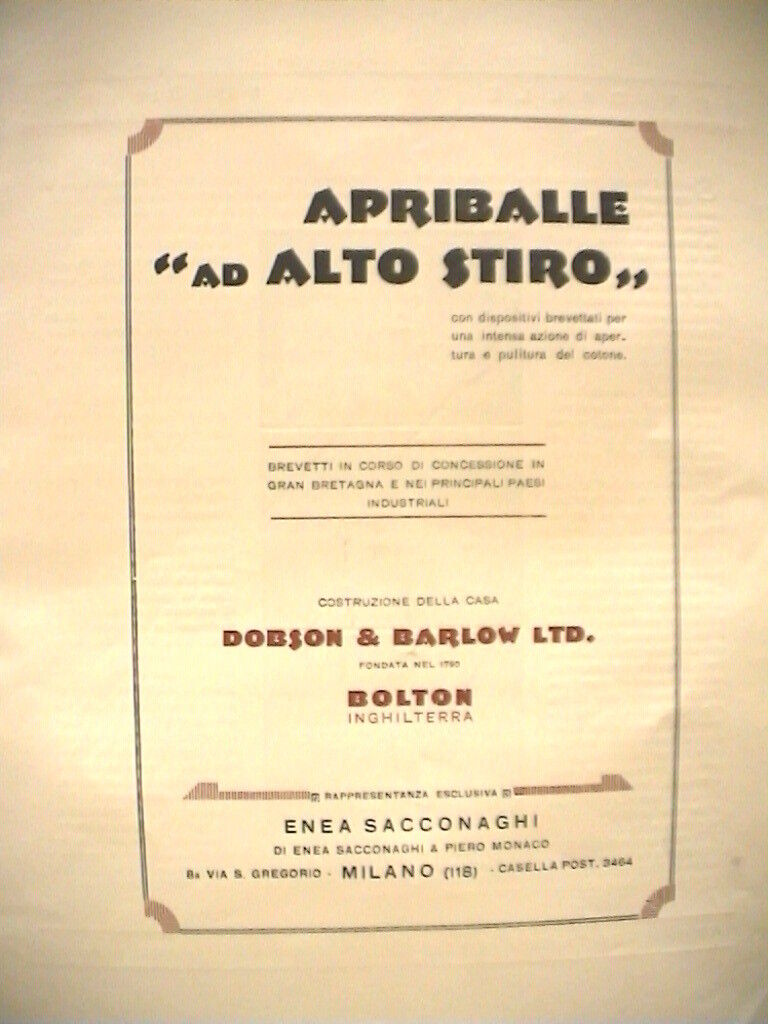 APRIBALLE
“AD ALTO STIRO„
con dispositivi brevettati per
una intensa azione di aper-
tura e pulitura del cotone.
BREVETTI IN CORSO DI CONCESSIONE IN
GRAN BRETAGNA E NEI PRINCIPALI PAESI
INDUSTRIALI
COSTRUZIONE DELLA CASA
DOBSON & BARLOW LTD.
FONDATA NEL 1790
BOLTON
INGHILTERRA
RAPPRESENTANZA ESCLUSIVA
ENEA SACCONAGHI
DI ENEA SACCONAGHI & PIERO MONACO
8a VIA S. GREGORIO - MILANO (118) - CASELLA POST. 3464